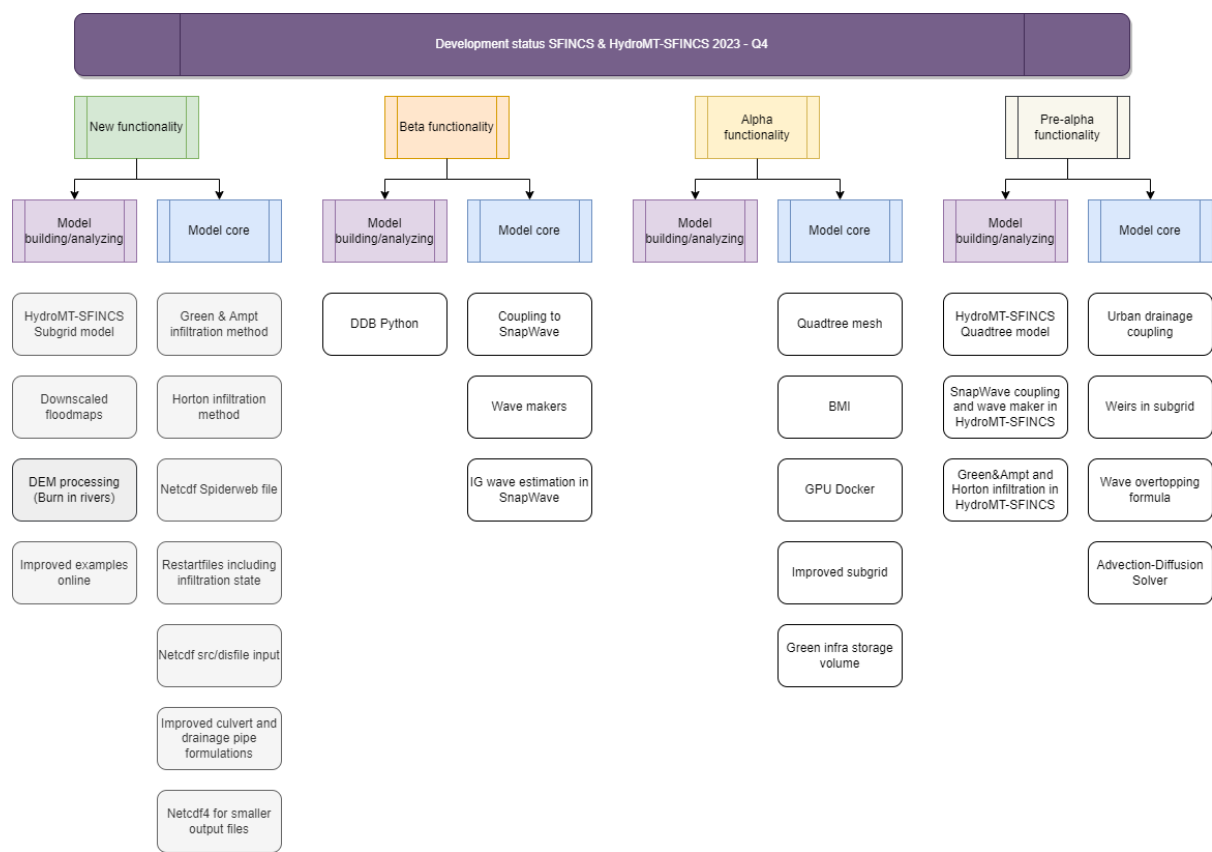 Development status SFINCS & HydroMT-SFINCS 2023 - Q4
New functionality
Model
building/analyzing
Model core
HydroMT-SFINCS
Subgrid model
Downscaled
floodmaps
DEM processing
(Burn in rivers)
Improved examples
online
Green & Ampt
infiltration method
Horton infiltration
method
Netcdf Spiderweb file
Restartfiles including
infiltration state
Netcdf src/disfile input
Improved culvert and
drainage pipe
formulations
Netcdf4 for smaller
output files
Beta functionality
Model
building/analyzing
Model core
DDB Python
Coupling to
SnapWave
Wave makers
IG wave estimation in
SnapWave
Alpha
functionality
Model
building/analyzing
Model core
Quadtree mesh
BMI
GPU Docker
Improved subgrid
Green infra storage
volume
Pre-alpha
functionality
Model
building/analyzing
Model core
HydroMT-SFINCS
Quadtree model
SnapWave coupling
and wave maker in
HydroMT-SFINCS
Green&Ampt and
Horton infiltration in
HydroMT-SFINCS
Urban drainage
coupling
Weirs in subgrid
Wave overtopping
formula
Advection-Diffusion
Solver